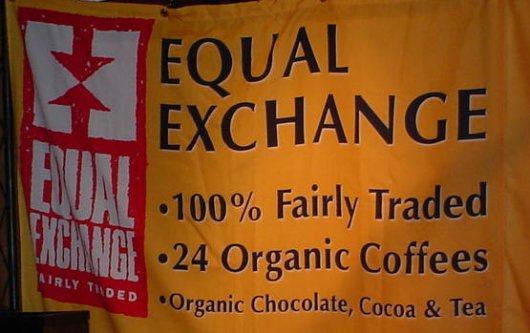 EQUAL
EXCHANGE
FAIRLY TRADED
EQUAL
EXCHANGE
•100% Fairly Traded
•24 Organic Coffees
•Organic Chocolate, Cocoa & Tea